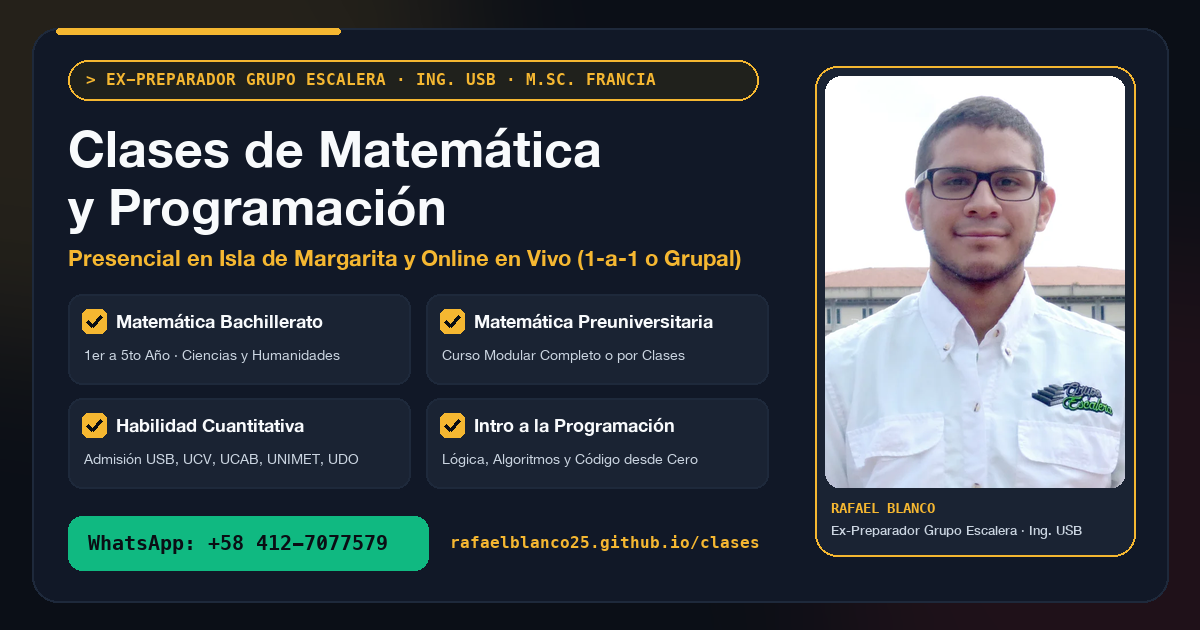 > EX-PREPARADOR GRUPO ESCALERA · ING. USB · M.SC. FRANCIA
Clases de Matemática
y Programación
Presencial en Isla de Margarita y Online en Vivo (1-a-1 o Grupal)
Matemática Bachillerato
1er a 5to Año · Ciencias y Humanidades
Matemática Preuniversitaria
Curso Modular Completo o por Clases
Habilidad Cuantitativa
Admisión USB, UCV, UCAB, UNIMET, UDO
Intro a la Programación
Lógica, Algoritmos y Código desde Cero
WhatsApp: +58 412-7077579
rafaelblanco25.github.io/clases
Grupo
Escalera
RAFAEL BLANCO
Ex-Preparador Grupo Escalera · Ing. USB